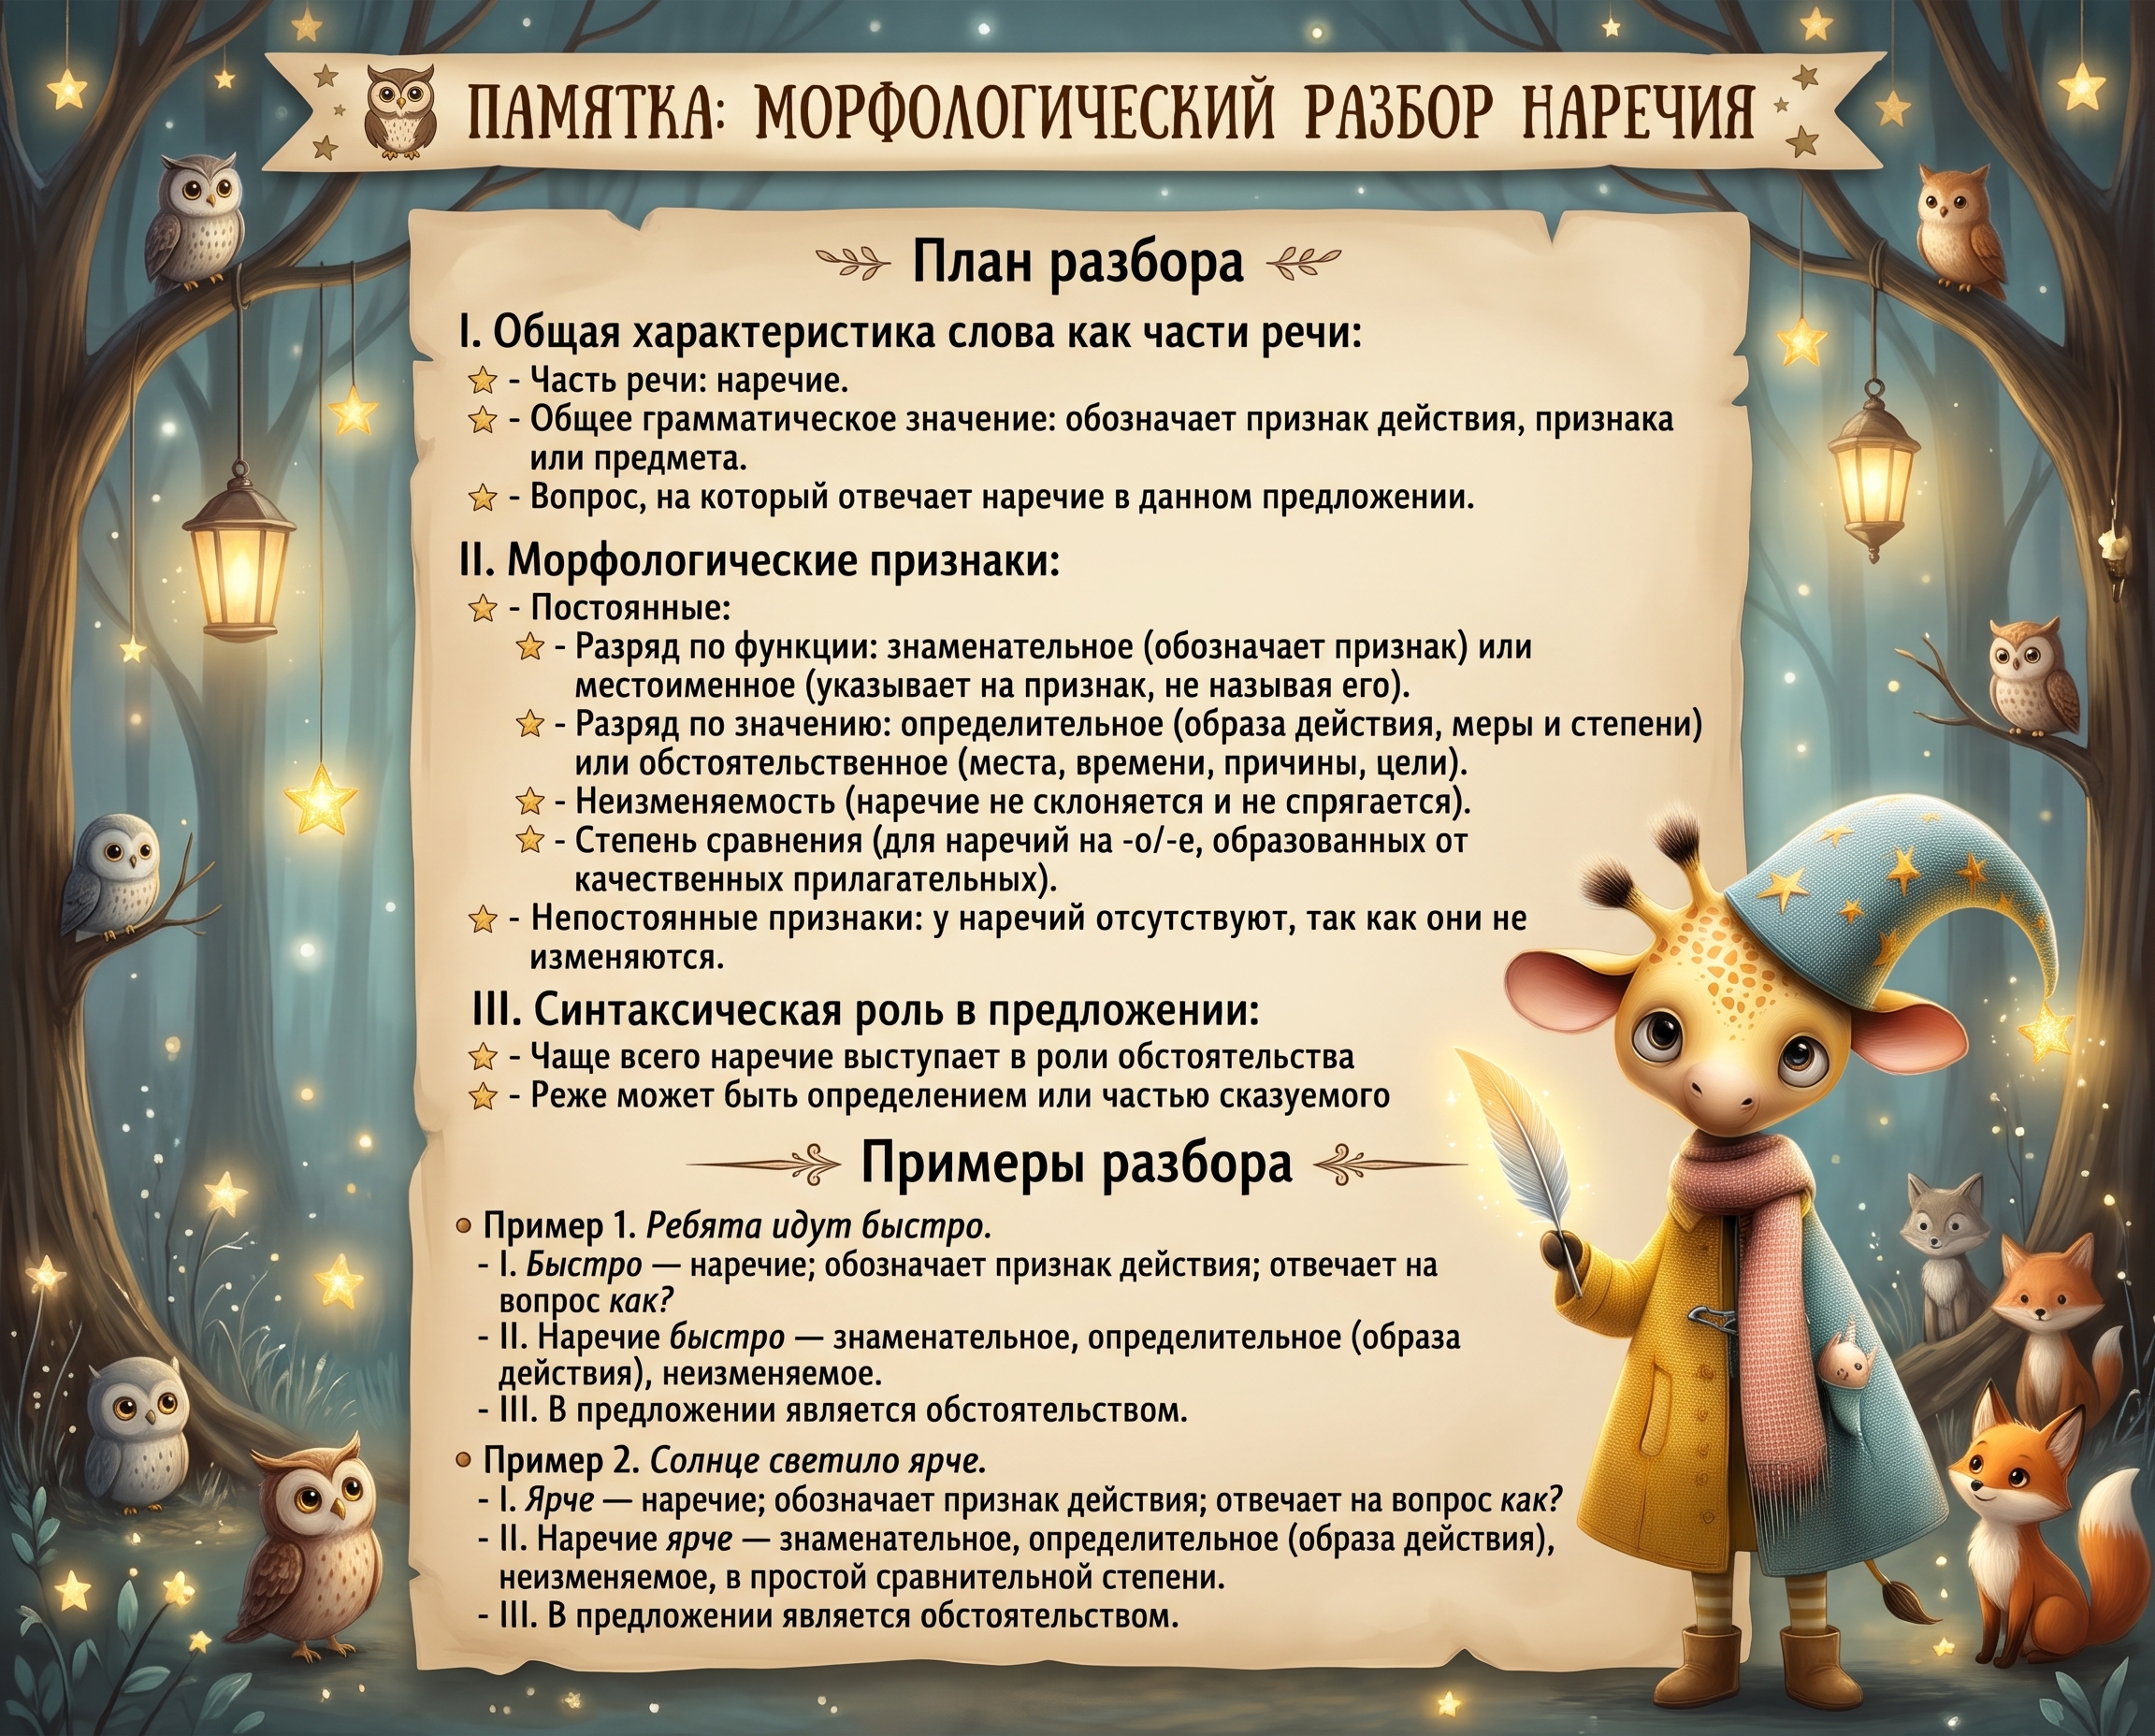 ПАМЯТКА: МОРФОЛОГИЧЕСКИЙ РАЗБОР НАРЕЧИЯ
План разбора
I. Общая характеристика слова как части речи:
- Часть речи: наречие.
- Общее грамматическое значение: обозначает признак действия, признака
или предмета.
- Вопрос, на который отвечает наречие в данном предложении.
II. Морфологические признаки:
- Постоянные:
- Разряд по функции: знаменательное (обозначает признак) или
местоименное (указывает на признак, не называя его).
- Разряд по значению: определительное (образа действия, меры и степени)
или обстоятельственное (места, времени, причины, цели).
- Неизменяемость (наречие не склоняется и не спрягается).
- Степень сравнения (для наречий на -о/-е, образованных от
качественных прилагательных).
- Непостоянные признаки: у наречий отсутствуют, так как они не
изменяются.
III. Синтаксическая роль в предложении:
- Чаще всего наречие выступает в роли обстоятельства
- Реже может быть определением или частью сказуемого
Примеры разбора
• Пример 1. Ребята идут быстро.
- I. Быстро — наречие; обозначает признак действия; отвечает на
вопрос как?
- II. Наречие быстро — знаменательное, определительное (образа
действия), неизменяемое.
- III. В предложении является обстоятельством.
• Пример 2. Солнце светило ярче.
- I. Ярче — наречие; обозначает признак действия; отвечает на вопрос как?
- II. Наречие ярче — знаменательное, определительное (образа действия),
неизменяемое, в простой сравнительной степени.
- III. В предложении является обстоятельством.